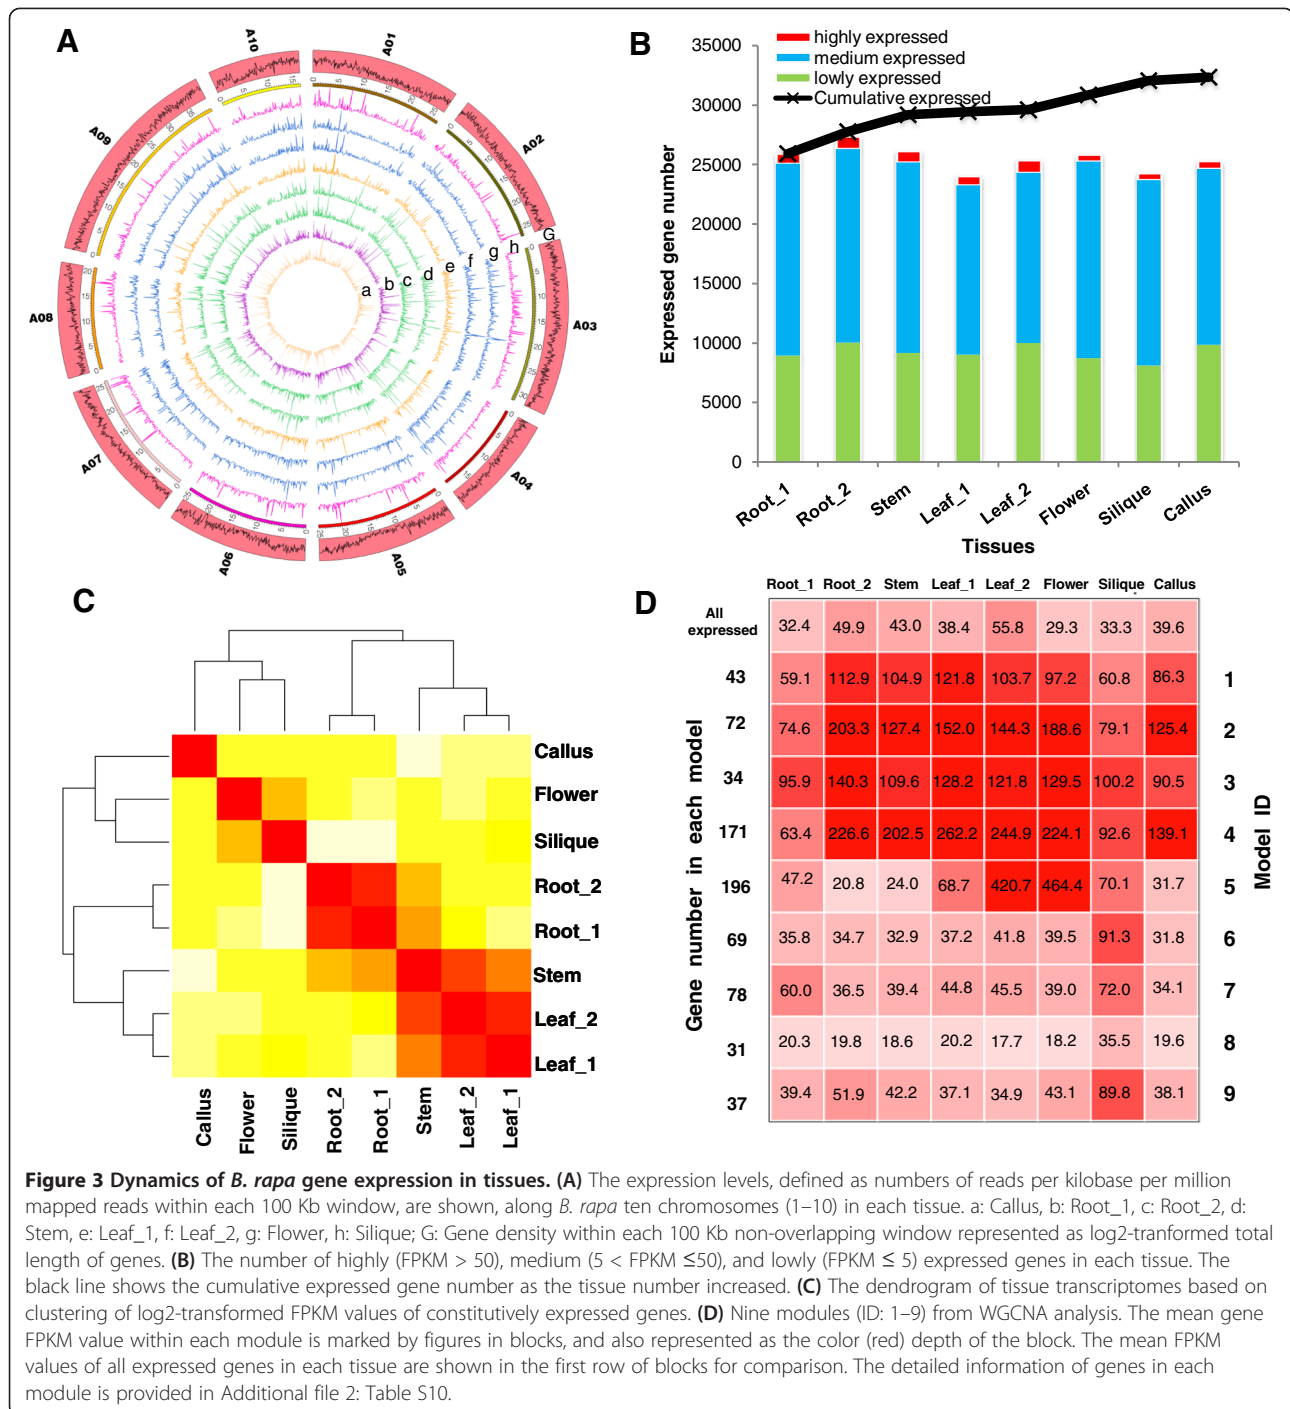 A
A01
A02
A03
A04
A05
A06
A07
A08
A09
A10
a b c d e f g h G
B
highly expressed
medium expressed
lowly expressed
Cumulative expressed
35000
30000
25000
20000
15000
10000
5000
0
Expressed gene number
Root_1 Root_2 Stem Leaf_1 Leaf_2 Flower Silique Callus
Tissues
C
Callus
Flower
Silique
Root_2
Root_1
Stem
Leaf_2
Leaf_1
Callus Flower Silique Root_2 Root_1 Stem Leaf_2 Leaf_1
D
Root_1 Root_2 Stem Leaf_1 Leaf_2 Flower Silique Callus
All
expressed 32.4 49.9 43.0 38.4 55.8 29.3 33.3 39.6
43 59.1 112.9 104.9 121.8 103.7 97.2 60.8 86.3 1
72 74.6 203.3 127.4 152.0 144.3 188.6 79.1 125.4 2
34 95.9 140.3 109.6 128.2 121.8 129.5 100.2 90.5 3
171 63.4 226.6 202.5 262.2 244.9 224.1 92.6 139.1 4
196 47.2 20.8 24.0 68.7 420.7 464.4 70.1 31.7 5
69 35.8 34.7 32.9 37.2 41.8 39.5 91.3 31.8 6
78 60.0 36.5 39.4 44.8 45.5 39.0 72.0 34.1 7
31 20.3 19.8 18.6 20.2 17.7 18.2 35.5 19.6 8
37 39.4 51.9 42.2 37.1 34.9 43.1 89.8 38.1 9
Gene number in each model
Model ID
Figure 3 Dynamics of B. rapa gene expression in tissues. (A) The expression levels, defined as numbers of reads per kilobase per million
mapped reads within each 100 Kb window, are shown, along B. rapa ten chromosomes (1–10) in each tissue. a: Callus, b: Root_1, c: Root_2, d:
Stem, e: Leaf_1, f: Leaf_2, g: Flower, h: Silique; G: Gene density within each 100 Kb non-overlapping window represented as log2-tranformed total
length of genes. (B) The number of highly (FPKM > 50), medium (5 < FPKM ≤50), and lowly (FPKM ≤ 5) expressed genes in each tissue. The
black line shows the cumulative expressed gene number as the tissue number increased. (C) The dendrogram of tissue transcriptomes based on
clustering of log2-transformed FPKM values of constitutively expressed genes. (D) Nine modules (ID: 1–9) from WGCNA analysis. The mean gene
FPKM value within each module is marked by figures in blocks, and also represented as the color (red) depth of the block. The mean FPKM
values of all expressed genes in each tissue are shown in the first row of blocks for comparison. The detailed information of genes in each
module is provided in Additional file 2: Table S10.